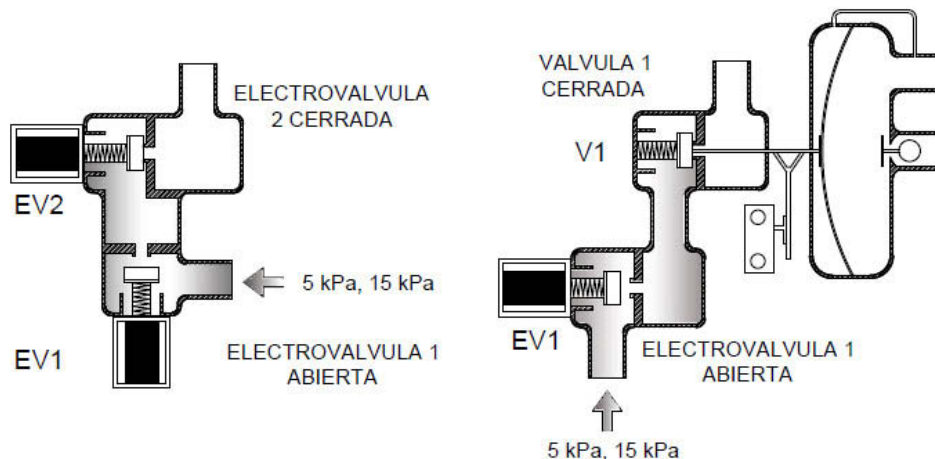 ELECTROVALVULA
2 CERRADA
EV2
5 kPa, 15 kPa
EV1
ELECTROVALVULA 1
ABIERTA
VALVULA 1
CERRADA
V1
EV1
ELECTROVALVULA 1
ABIERTA
5 kPa, 15 kPa